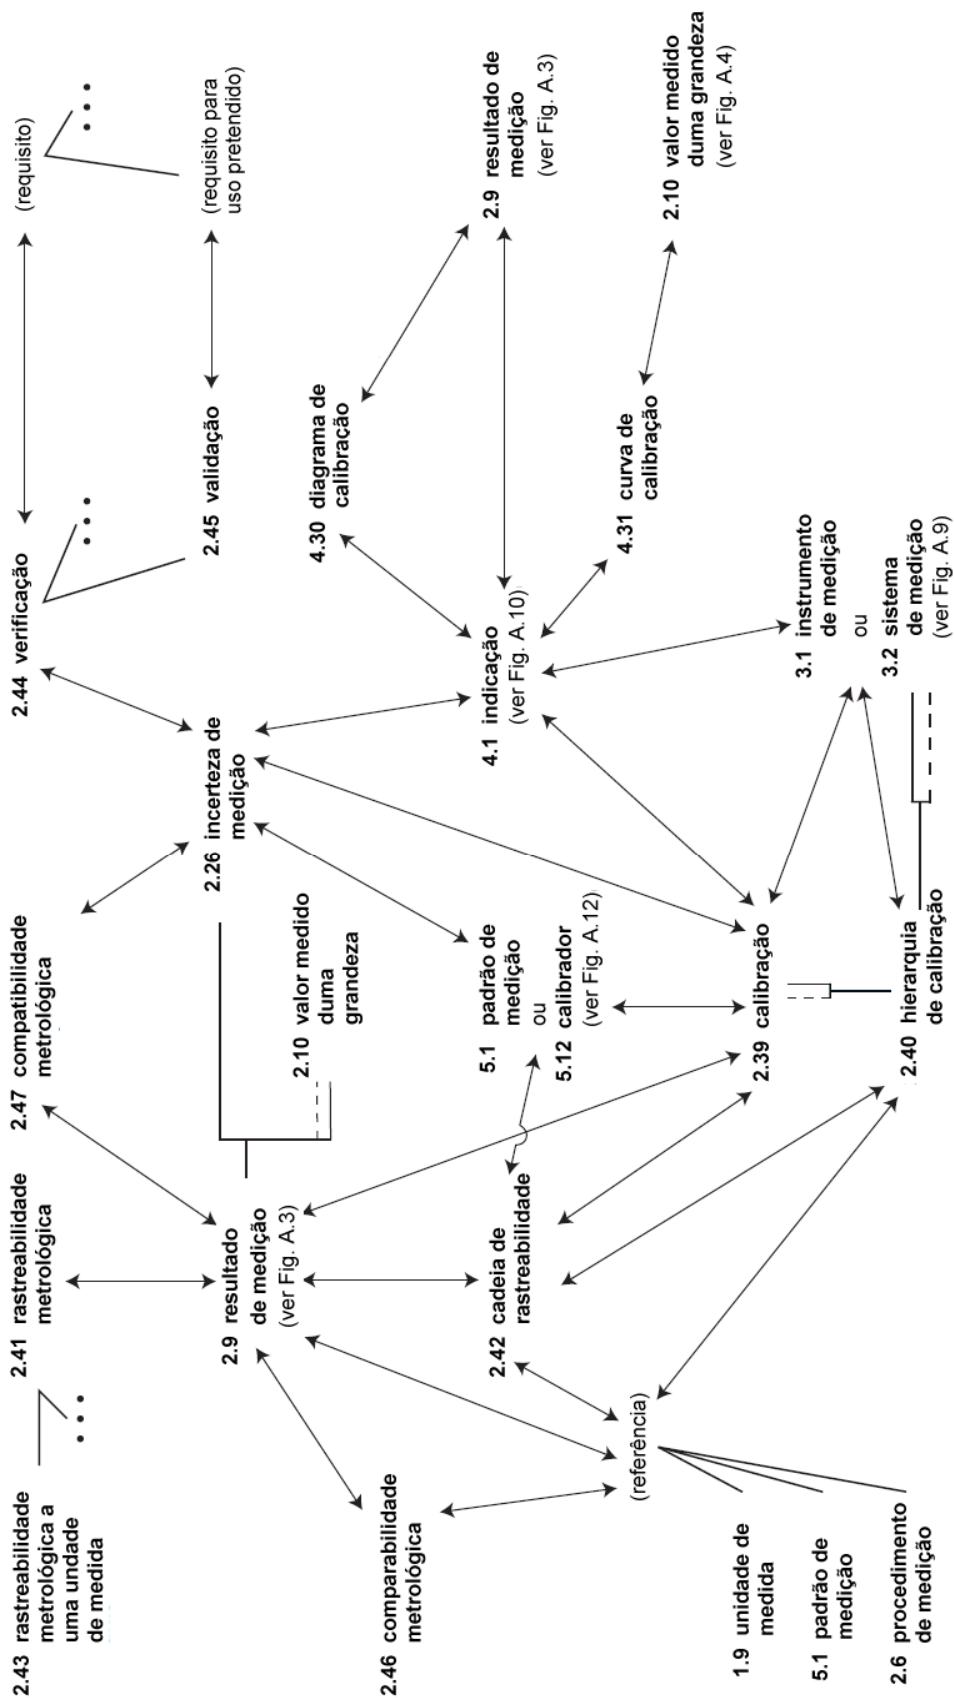 2.43 rastreabilidade
metrológica a
uma undade
de medida
2.41 rastreabilidade
metrológica
2.47 compatibilidade
metrológica
2.44 verificação
(requisito)
2.9 resultado
de medição
(ver Fig. A.3)
2.26 incerteza de
medição
2.45 validação
(requisito para
uso pretendido)
2.10 valor medido
duma
grandeza
4.30 diagrama de
calibração
2.46 comparabilidade
metrológica
2.42 cadeia de
rastreabilidade
5.1 padrão de
medição
ou
5.12 calibrador
(ver Fig. A.12)
4.1 indicação
(ver Fig. A.10)
2.9 resultado de
medição
(ver Fig. A.3)
(referência)
4.31 curva de
calibração
2.10 valor medido
duma grandeza
(ver Fig. A.4)
1.9 unidade de
medida
5.1 padrão de
medição
2.6 procedimento
de medição
2.39 calibração
2.40 hierarquia
de calibração
3.1 instrumento
de medição
ou
3.2 sistema
de medição
(ver Fig. A.9)